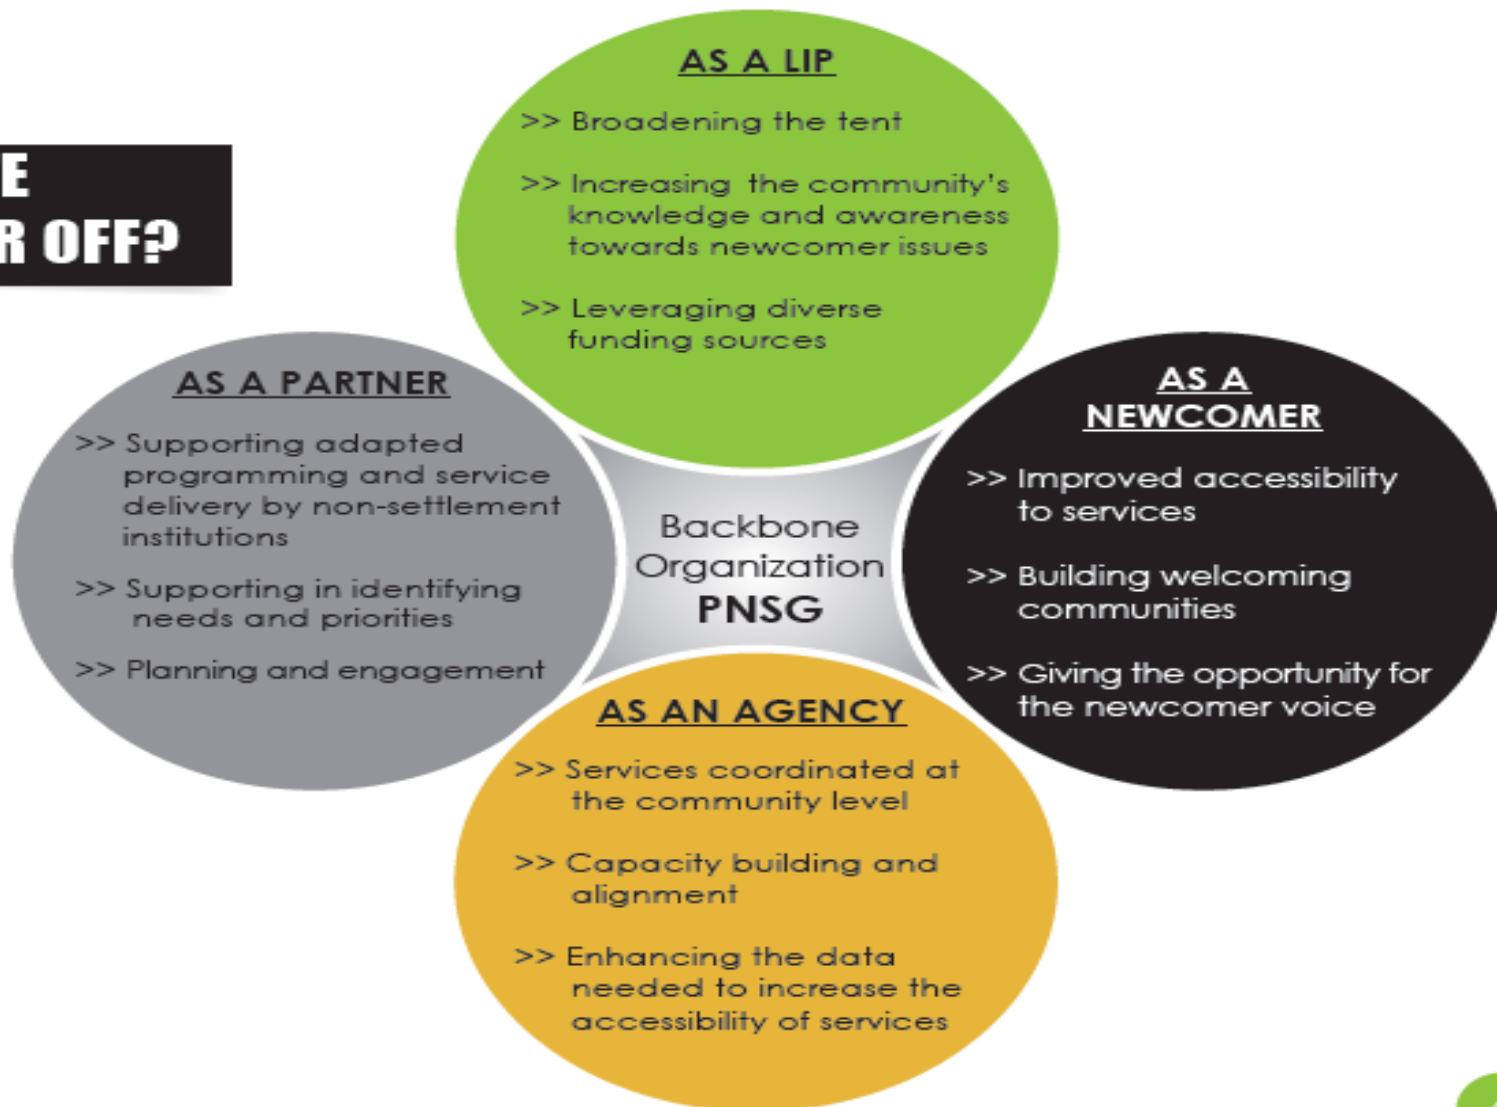 E
R OFF?
AS A LIP
>> Broadening the tent
>> Increasing the community's
knowledge and awareness
towards newcomer issues
>> Leveraging diverse
funding sources
AS A PARTNER
>> Supporting adapted
programming and service
delivery by non-settlement
institutions
>> Supporting in identifying
needs and priorities
>> Planning and engagement
Backbone
Organization
PNSG
AS A
NEWCOMER
>> Improved accessibility
to services
>> Building welcoming
communities
>> Giving the opportunity for
the newcomer voice
AS AN AGENCY
>> Services coordinated at
the community level
>> Capacity building and
alignment
>> Enhancing the data
needed to increase the
accessibility of services